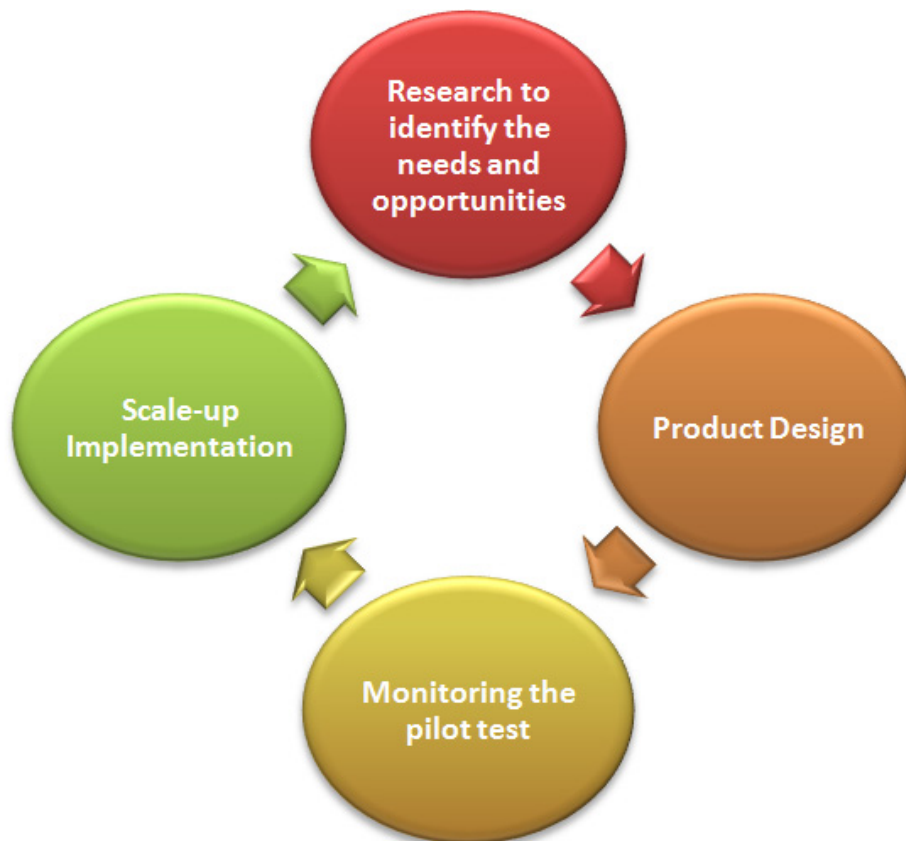 Research to
identify the
needs and
opportunities
Product Design
Monitoring the
pilot test
Scale-up
Implementation